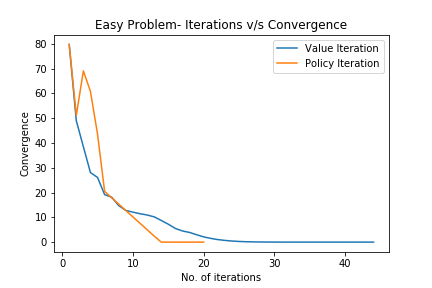 Easy Problem- Iterations v/s Convergence
Value Iteration
Policy Iteration
Convergence
80
70
60
50
40
30
20
10
0
0
10
20
30
40
No. of iterations